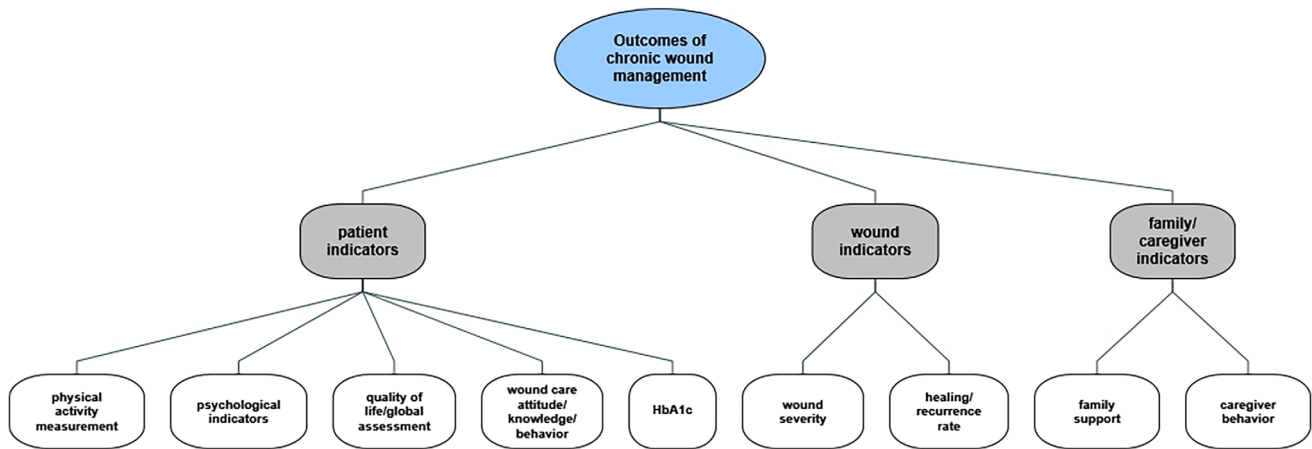 Outcomes of
chronic wound
management
patient
indicators
wound
indicators
family/
caregiver
indicators
physical
activity
measurement
psychological
indicators
quality of
life/global
assessment
wound care
attitude/
knowledge/
behavior
HbA1c
wound
severity
healing/
recurrence
rate
family
support
caregiver
behavior